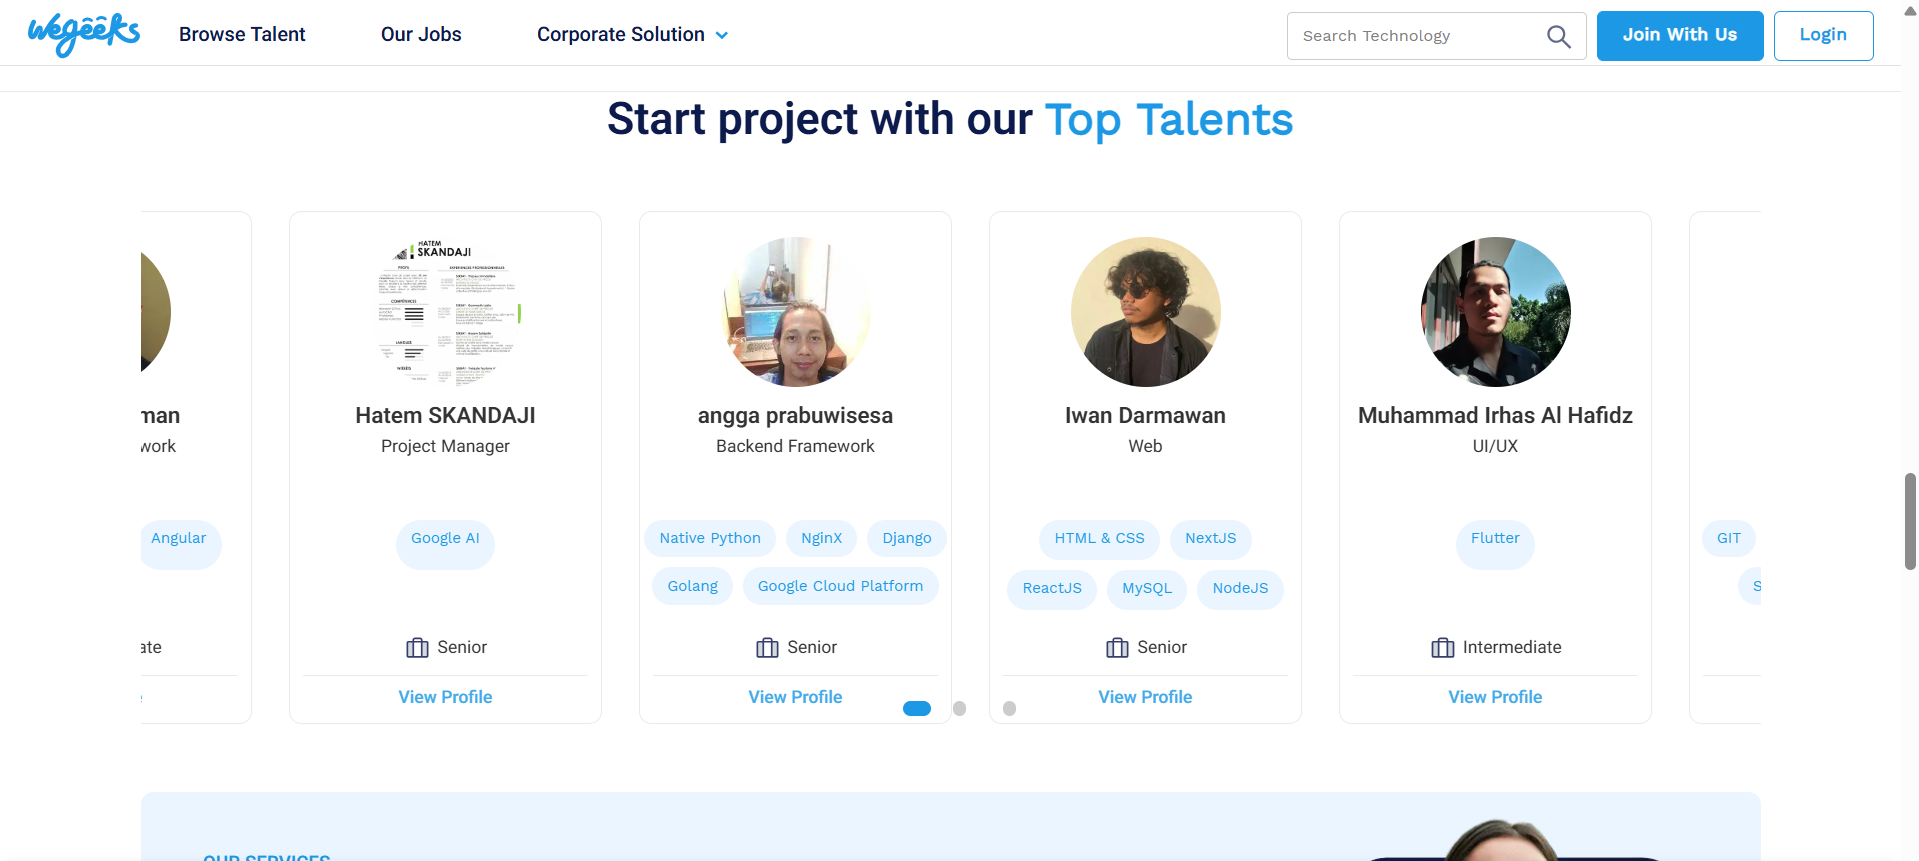 wegeeks
Browse Talent
Our Jobs
Corporate Solution
Search Technology
Join With Us
Login
Start project with our Top Talents
man
work
Angular
ate
HATEM
SKANDAJI
Hatem SKANDAJI
Project Manager
Google AI
Senior
View Profile
angga prabuwisesa
Backend Framework
Native Python
NginX
Django
Golang
Google Cloud Platform
Senior
View Profile
Iwan Darmawan
Web
HTML & CSS
NextJS
ReactJS
MySQL
NodeJS
Senior
View Profile
Muhammad Irhas Al Hafidz
UI/UX
Flutter
Intermediate
View Profile
GIT
S
OUR SERVICES